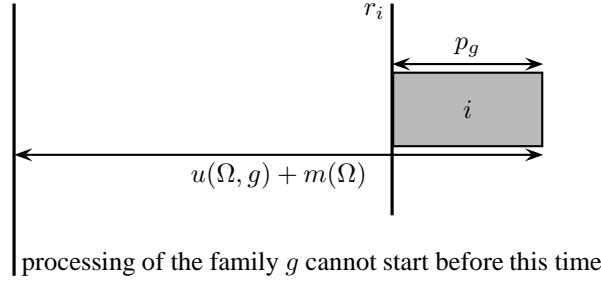 r_i
p_g
i
u(Ω, g) + m(Ω)
processing of the family g cannot start before this time